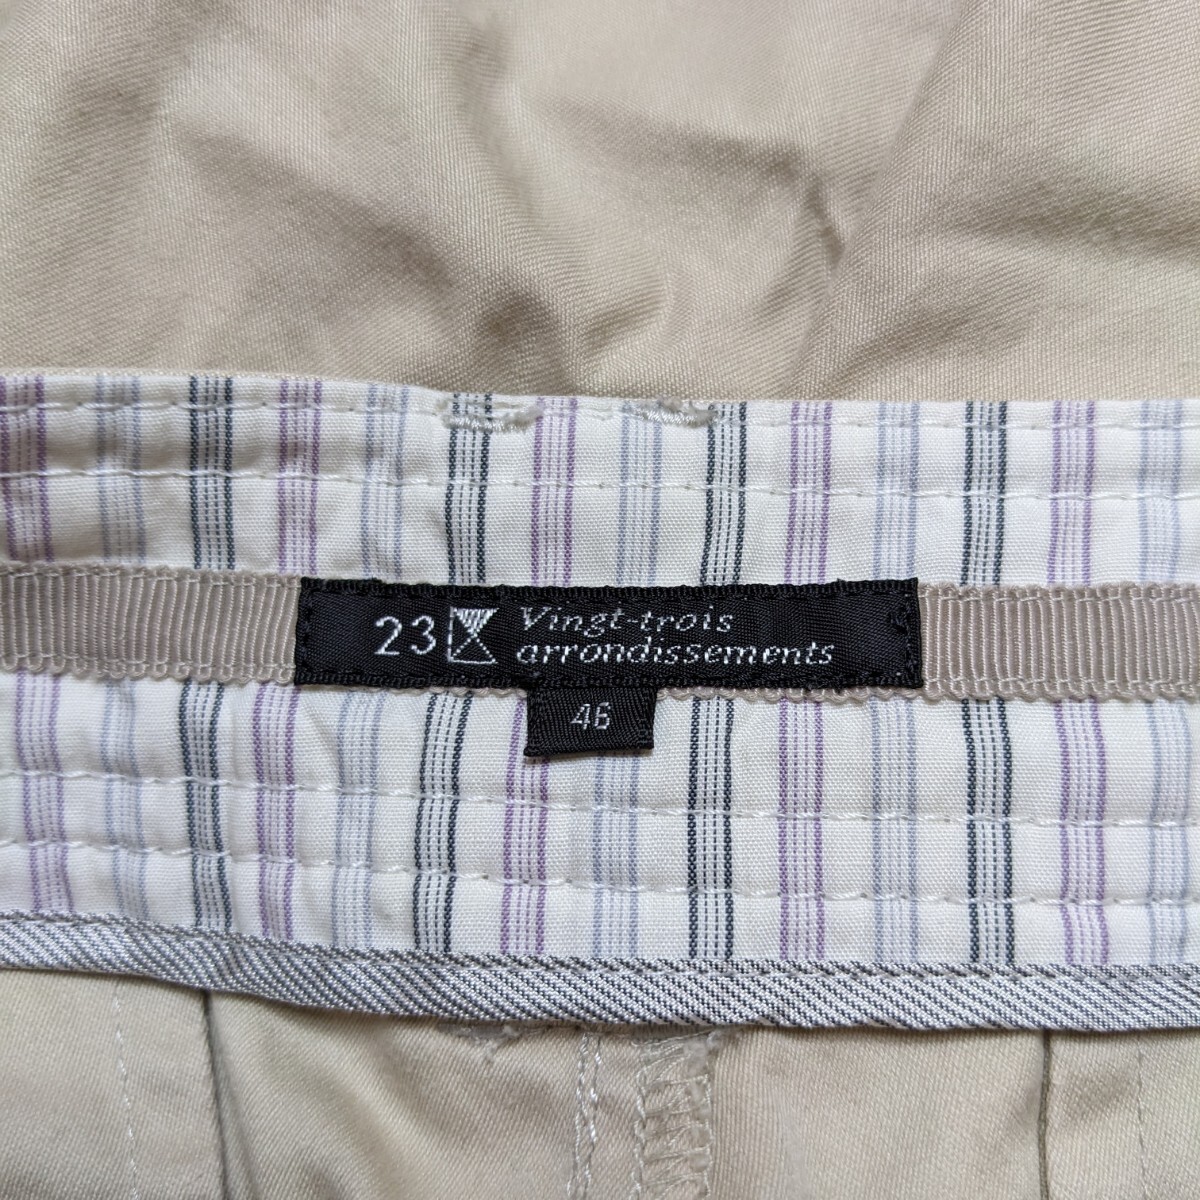 23 Vingt-trois
arrondissements
46